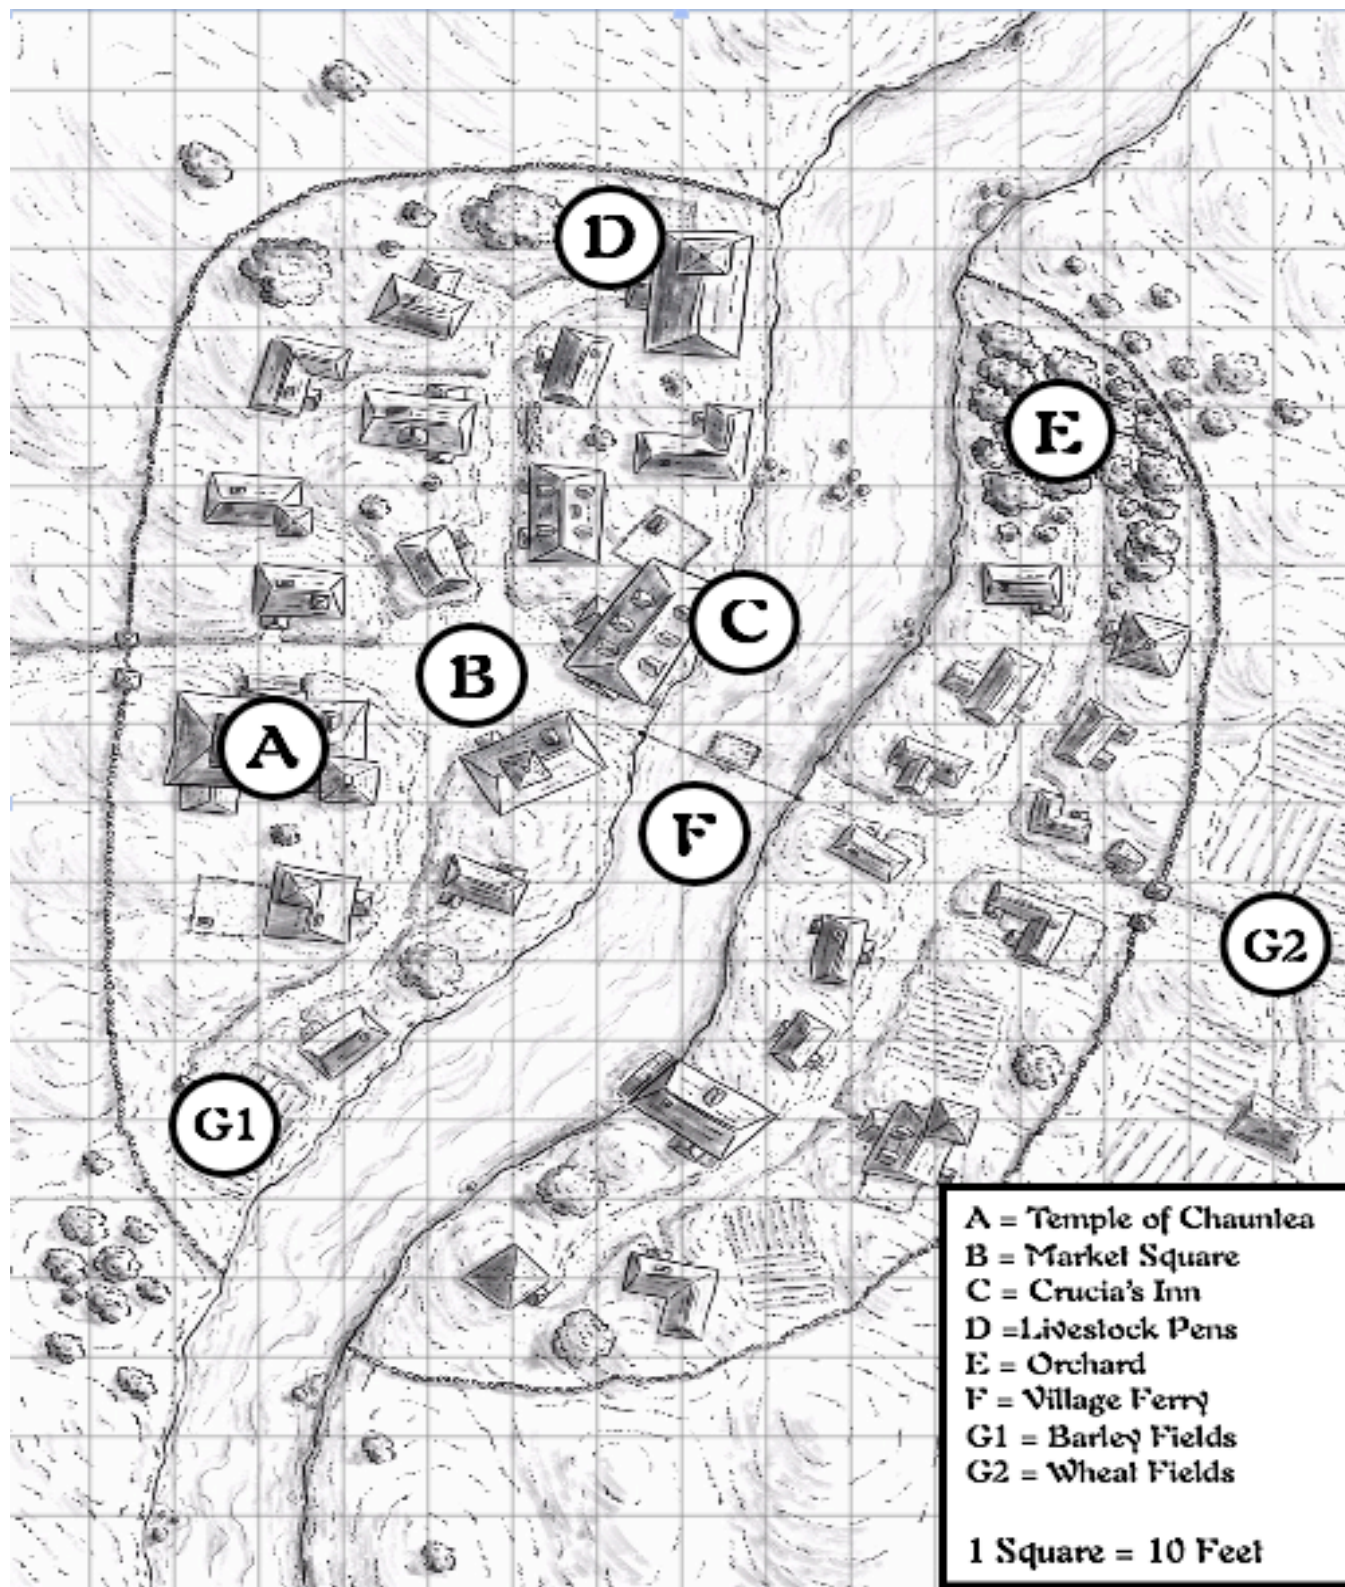 D
E
C
B
A
F
G2
G1
A = Temple of Chauntea
B = Market Square
C = Crucia's Inn
D =Livestock Pens
E = Orchard
F = Village Ferry
G1 = Barley Fields
G2 = Wheat Fields
1 Square = 10 Feet